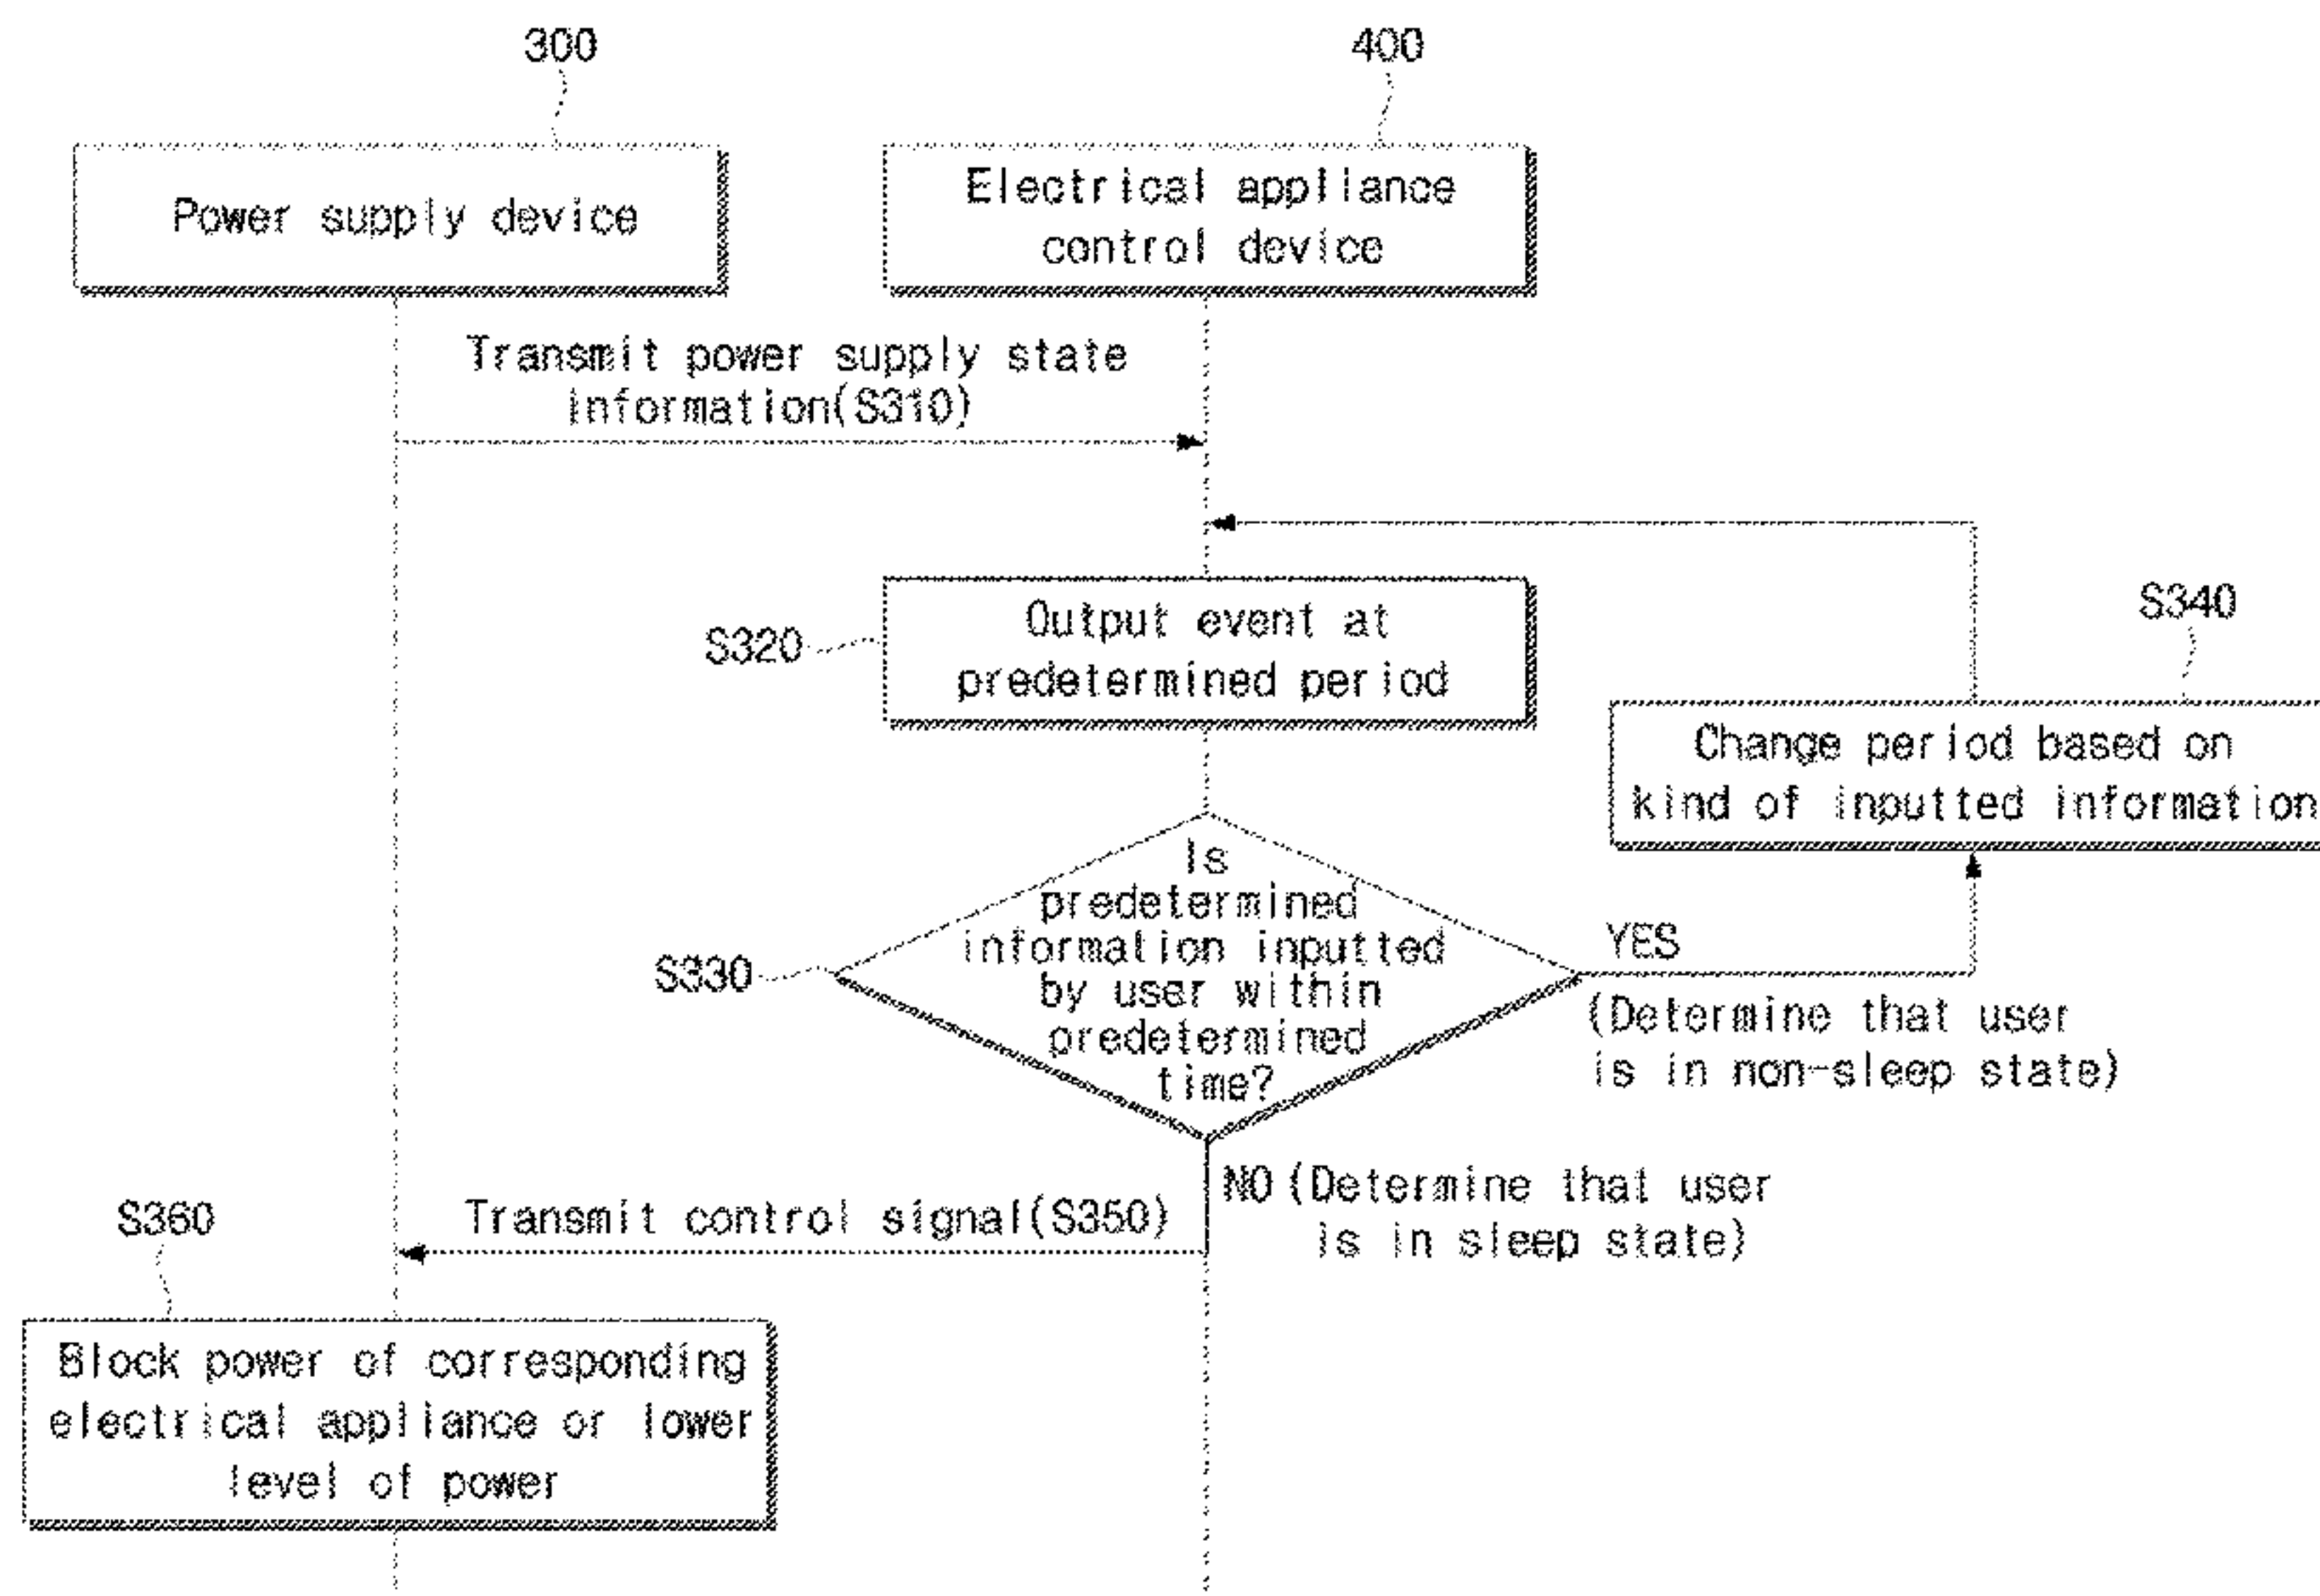 300
400
Power supply device
Electrical appliance
control device
Transmit power supply state
information(S310)
S320
Output event at
predetermined period
S340
Change period based on
kind of inputted information
S330
Is
predetermined
information inputted
by user within
predetermined
time?
YES
(Determine that user
is in non-sleep state)
NO (Determine that user
is in sleep state)
Transmit control signal(S350)
S360
Block power of corresponding
electrical appliance or lower
level of power